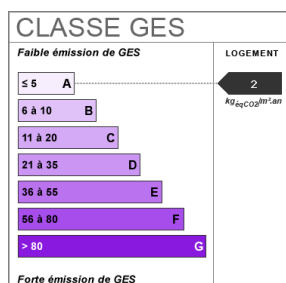 CLASSE GES
Faible émission de GES
LOGEMENT
≤ 5 A
2
kgéqCO2/m².an
6 à 10 B
11 à 20 C
21 à 35 D
36 à 55 E
56 à 80 F
> 80 G
Forte émission de GES